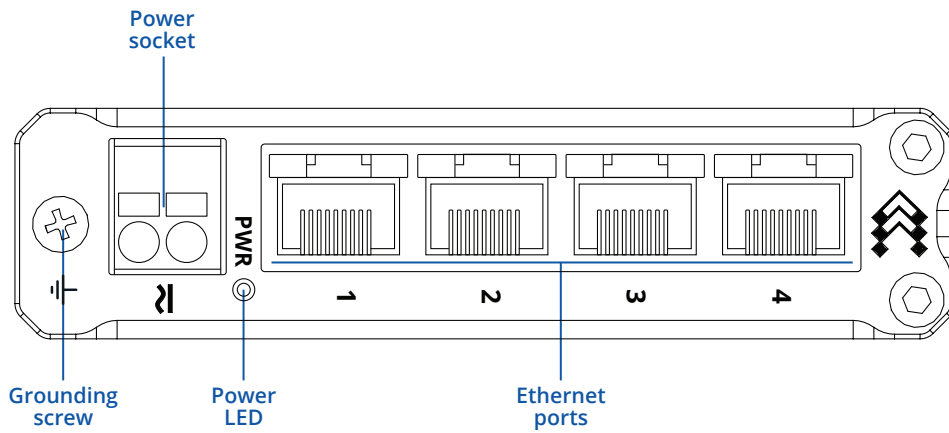 Power
socket
PWR
1
2
3
4
Grounding
screw
Power
LED
Ethernet
ports